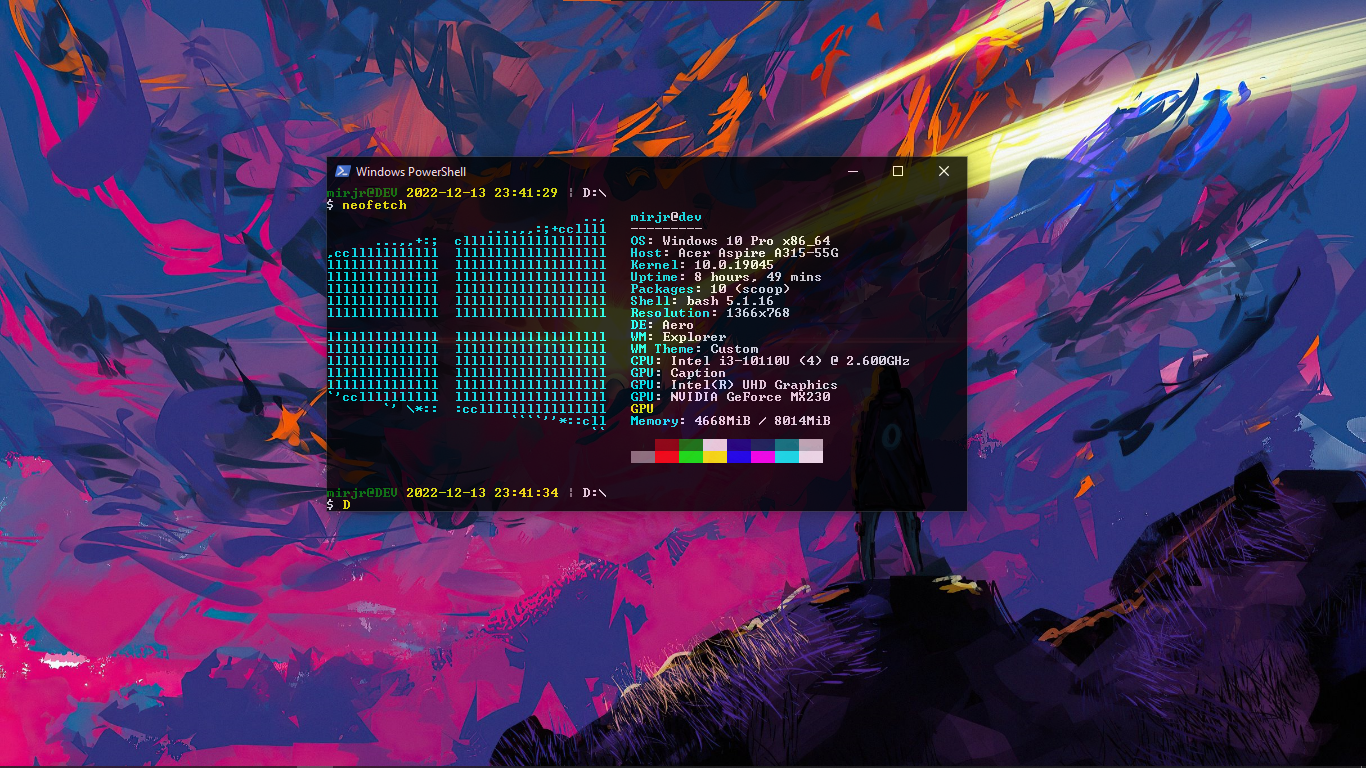 Windows PowerShell
mirjr@DEV 2022-12-13 23:41:29 ¦ D:\
$ neofetch
mirjr@dev
---------
OS: Windows 10 Pro x86_64
Host: Acer Aspire A315-55G
Kernel: 10.0.19045
Uptime: 8 hours, 49 mins
Packages: 10 (scoop)
Shell: bash 5.1.16
Resolution: 1366x768
DE: Aero
WM: Explorer
WM Theme: Custom
CPU: Intel i3-10110U (4) @ 2.600GHz
GPU: Caption
GPU: Intel(R) UHD Graphics
GPU: NVIDIA GeForce MX230
GPU
Memory: 4668MiB / 8014MiB
mirjr@DEV 2022-12-13 23:41:34 ¦ D:\
$ D